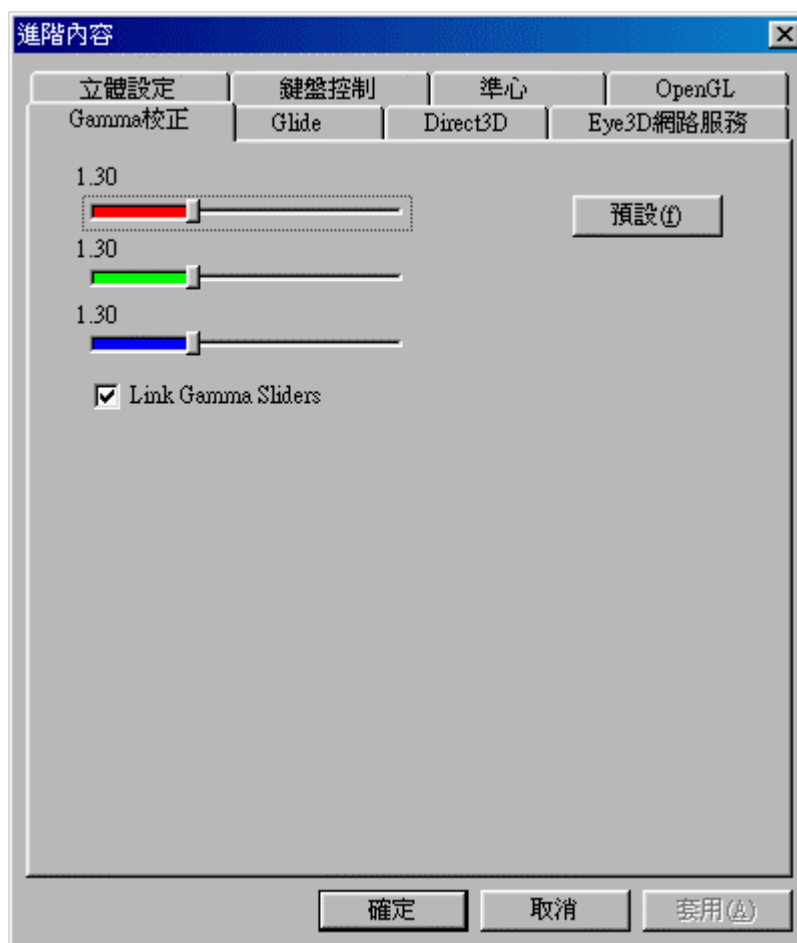 進階內容
立體設定 鍵盤控制 準心 OpenGL
Gamma校正 Glide Direct3D Eye3D網路服務
1.30
預設(f)
1.30
1.30
Link Gamma Sliders
確定 取消 套用(A)